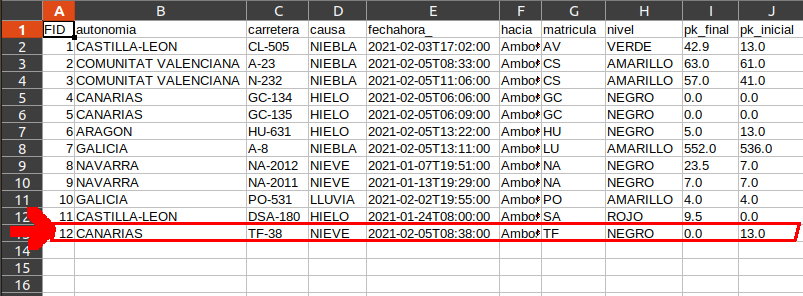 A B C D E F G H I J
1 FID autonomia carretera causa fechahora_ hacia matricula nivel pk_final pk_inicial
2 1 CASTILLA-LEON CL-505 NIEBLA 2021-02-03T17:02:00 Ambo AV VERDE 42.9 13.0
3 2 COMUNITAT VALENCIANA A-23 NIEBLA 2021-02-05T08:33:00 Ambo CS AMARILLO 63.0 61.0
4 3 COMUNITAT VALENCIANA N-232 NIEBLA 2021-02-05T11:06:00 Ambo CS AMARILLO 57.0 41.0
5 4 CANARIAS GC-134 HIELO 2021-02-05T06:06:00 Ambo GC NEGRO 0.0 0.0
6 5 CANARIAS GC-135 HIELO 2021-02-05T06:09:00 Ambo GC NEGRO 0.0 0.0
7 6 ARAGON HU-631 HIELO 2021-02-05T13:22:00 Ambo HU NEGRO 5.0 13.0
8 7 GALICIA A-8 NIEBLA 2021-02-05T13:11:00 Ambo LU AMARILLO 552.0 536.0
9 8 NAVARRA NA-2012 NIEVE 2021-01-07T19:51:00 Ambo NA NEGRO 23.5 7.0
10 9 NAVARRA NA-2011 NIEVE 2021-01-13T19:29:00 Ambo NA NEGRO 7.0 7.0
11 10 GALICIA PO-531 LLUVIA 2021-02-02T19:55:00 Ambo PO AMARILLO 4.0 4.0
12 11 CASTILLA-LEON DSA-180 HIELO 2021-01-24T08:00:00 Ambo SA ROJO 9.5 0.0
12 CANARIAS TF-38 NIEVE 2021-02-05T08:38:00 Ambo TF NEGRO 0.0 13.0
14
15
16